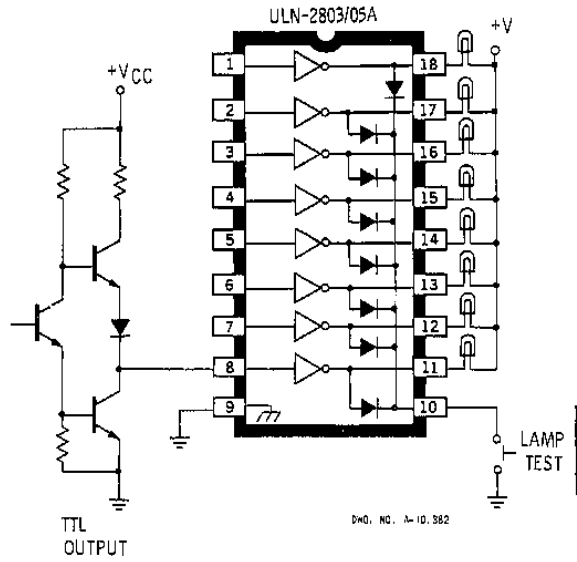 ULN-2803/05A
+V
+VCC
1
18
2
17
3
16
4
15
5
14
6
13
7
12
8
11
9
10
LAMP
TEST
DWG. NO. A-10,382
TTL
OUTPUT